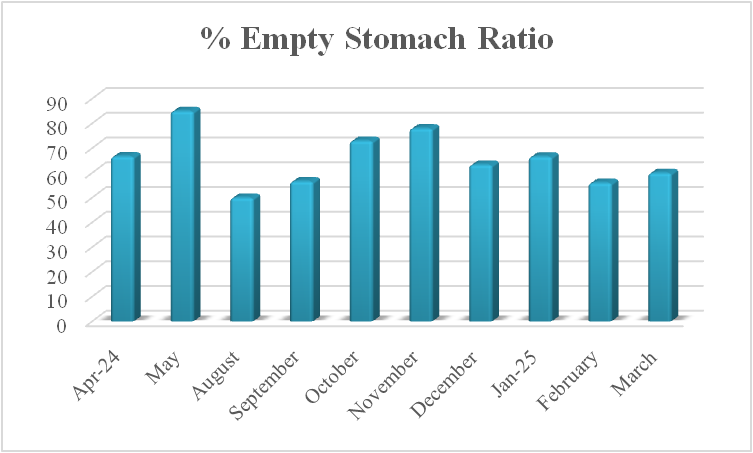 % Empty Stomach Ratio
90
80
70
60
50
40
30
20
10
0
Apr-24
May
August
September
October
November
December
Jan-25
February
March